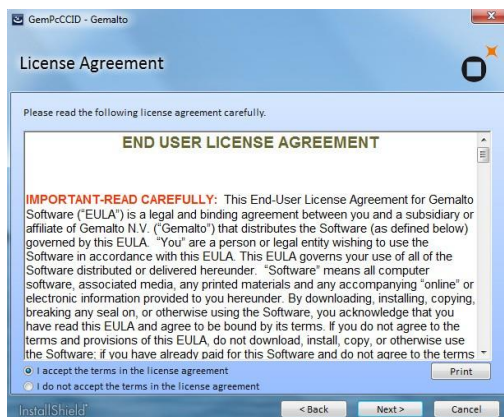 GemPcCCID - Gemalto
License Agreement
Please read the following license agreement carefully.
END USER LICENSE AGREEMENT
IMPORTANT-READ CAREFULLY: This End-User License Agreement for Gemalto
Software ("EULA") is a legal and binding agreement between you and a subsidiary or
affiliate of Gemalto N.V. ("Gemalto") that distributes the Software (as defined below)
governed by this EULA. "You" are a person or legal entity wishing to use the
Software in accordance with this EULA. This EULA governs your use of all of the
Software distributed or delivered hereunder. "Software" means all computer
software, associated media, any printed materials and any accompanying "online" or
electronic information provided to you hereunder. By downloading, installing, copying,
breaking any seal on, or otherwise using the Software, you acknowledge that you
have read this EULA and agree to be bound by its terms. If you do not agree to the
terms and provisions of this EULA, do not download, install, copy, or otherwise use
the Software; if you have already paid for this Software and do not agree to the terms
I accept the terms in the license agreement
Print
I do not accept the terms in the license agreement
InstallShield
< Back
Next >
Cancel